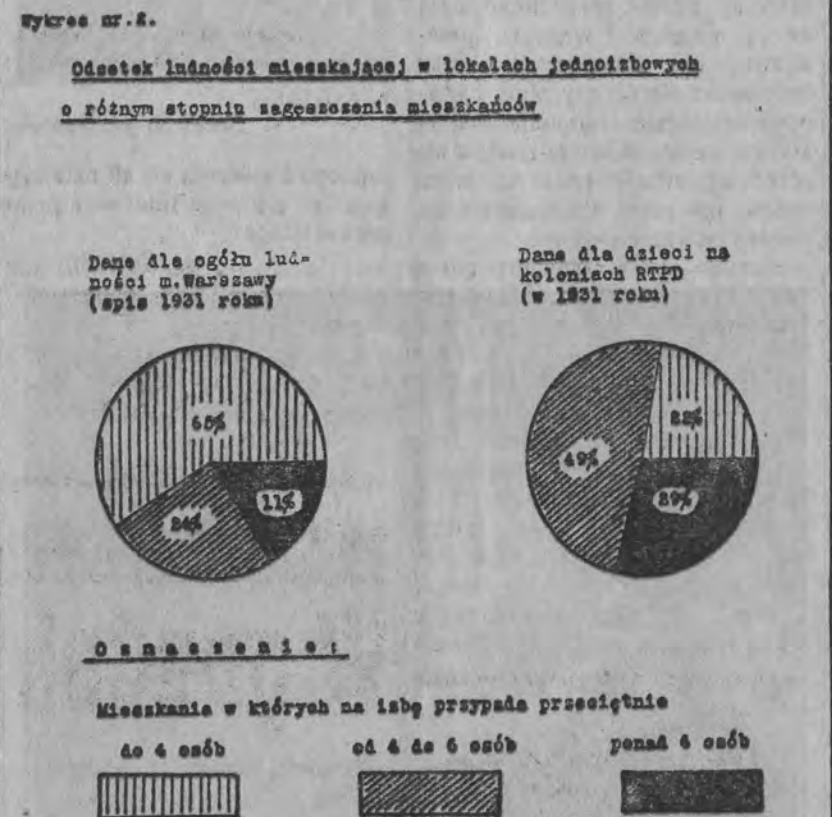 Wykres nr.2.
Odsetek ludności mieszkającej w lokalach jednoizbowych
o różnym stopniu zagęszczenia mieszkańców
Dane dla ogółu lud=
ności m.Warszawy
(spis 1931 roku)
Dane dla dzieci na
koloniach RTPD
(w 1931 roku)
65%
24%
11%
22%
49%
29%
Oznaczenie:
Mieszkania w których na izbę przypada przeciętnie
do 4 osób
od 4 do 6 osób
ponad 6 osób